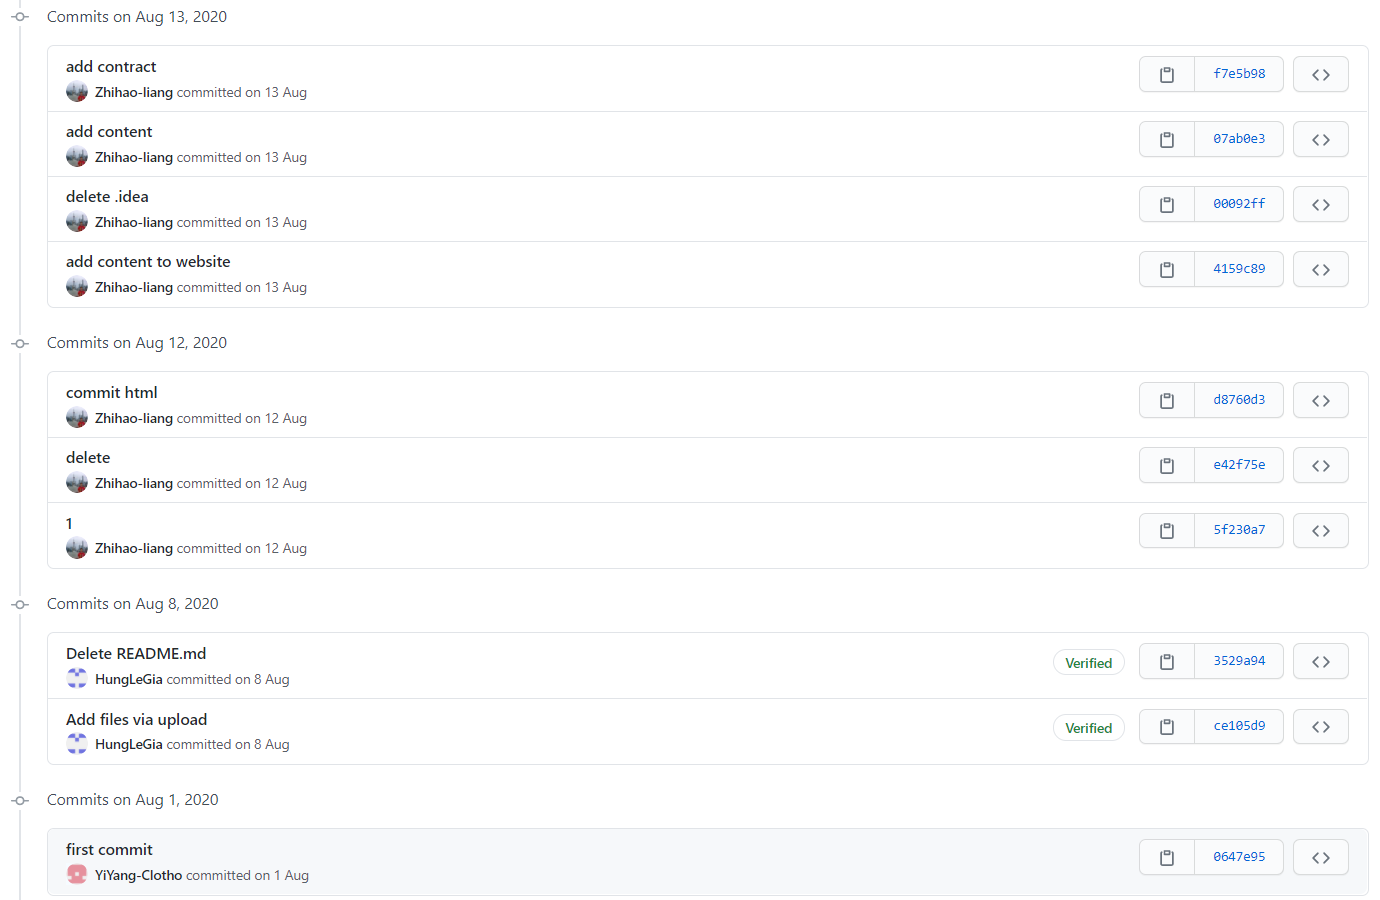 Commits on Aug 13, 2020
add contract
Zhihao-liang committed on 13 Aug
f7e5b98
add content
Zhihao-liang committed on 13 Aug
07ab0e3
delete .idea
Zhihao-liang committed on 13 Aug
00092ff
add content to website
Zhihao-liang committed on 13 Aug
4159c89
Commits on Aug 12, 2020
commit html
Zhihao-liang committed on 12 Aug
d8760d3
delete
Zhihao-liang committed on 12 Aug
e42f75e
1
Zhihao-liang committed on 12 Aug
5f230a7
Commits on Aug 8, 2020
Delete README.md
HungLeGia committed on 8 Aug
Verified
3529a94
Add files via upload
HungLeGia committed on 8 Aug
Verified
ce105d9
Commits on Aug 1, 2020
first commit
YiYang-Clotho committed on 1 Aug
0647e95